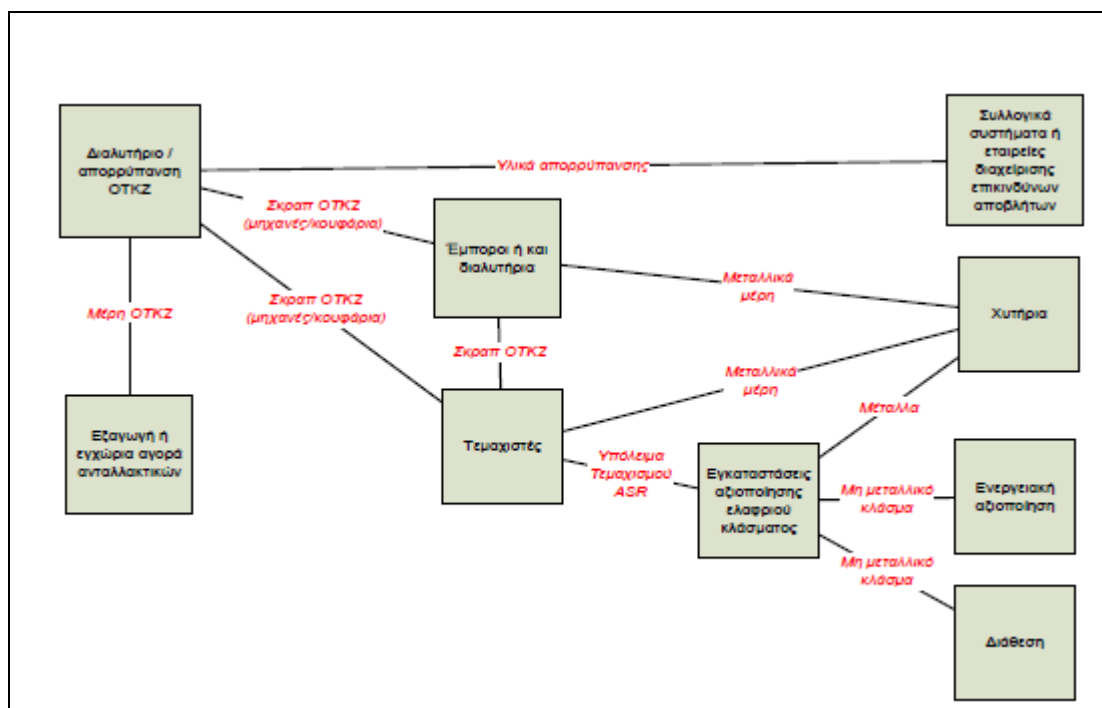 Διαλυτήριο /
απορρύπανση
ΟΤΚΖ
Συλλογικά
συστήματα ή
εταιρείες
διαχείρισης
επικινδύνων
αποβλήτων
Υλικά απορρύπανσης
Σκραπ ΟΤΚΖ
(μηχανές/κουφάρια)
Έμποροι ή και
διαλυτήρια
Μεταλλικά
μέρη
Χυτήρια
Μέρη ΟΤΚΖ
Σκραπ ΟΤΚΖ
(μηχανές/κουφάρια)
Σκραπ ΟΤΚΖ
Μεταλλικά
μέρη
Μέταλλα
Εξαγωγή ή
εγχώρια αγορά
ανταλλακτικών
Τεμαχιστές
Υπόλειμα
Τεμαχισμού
ASR
Εγκαταστάσεις
αξιοποίησης
ελαφριού
κλάσματος
Μη μεταλλικό
κλάσμα
Ενεργειακή
αξιοποίηση
Μη μεταλλικό
κλάσμα
Διάθεση